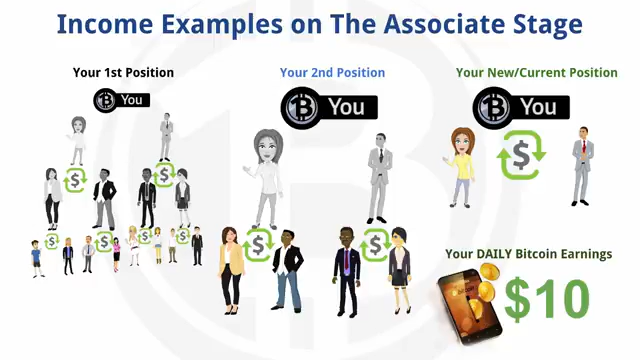 Income Examples on The Associate Stage
Your 1st Position
You
Your 2nd Position
You
Your New/Current Position
You
$
$
$
$
$
$
$
$
$
Your DAILY Bitcoin Earnings
$10